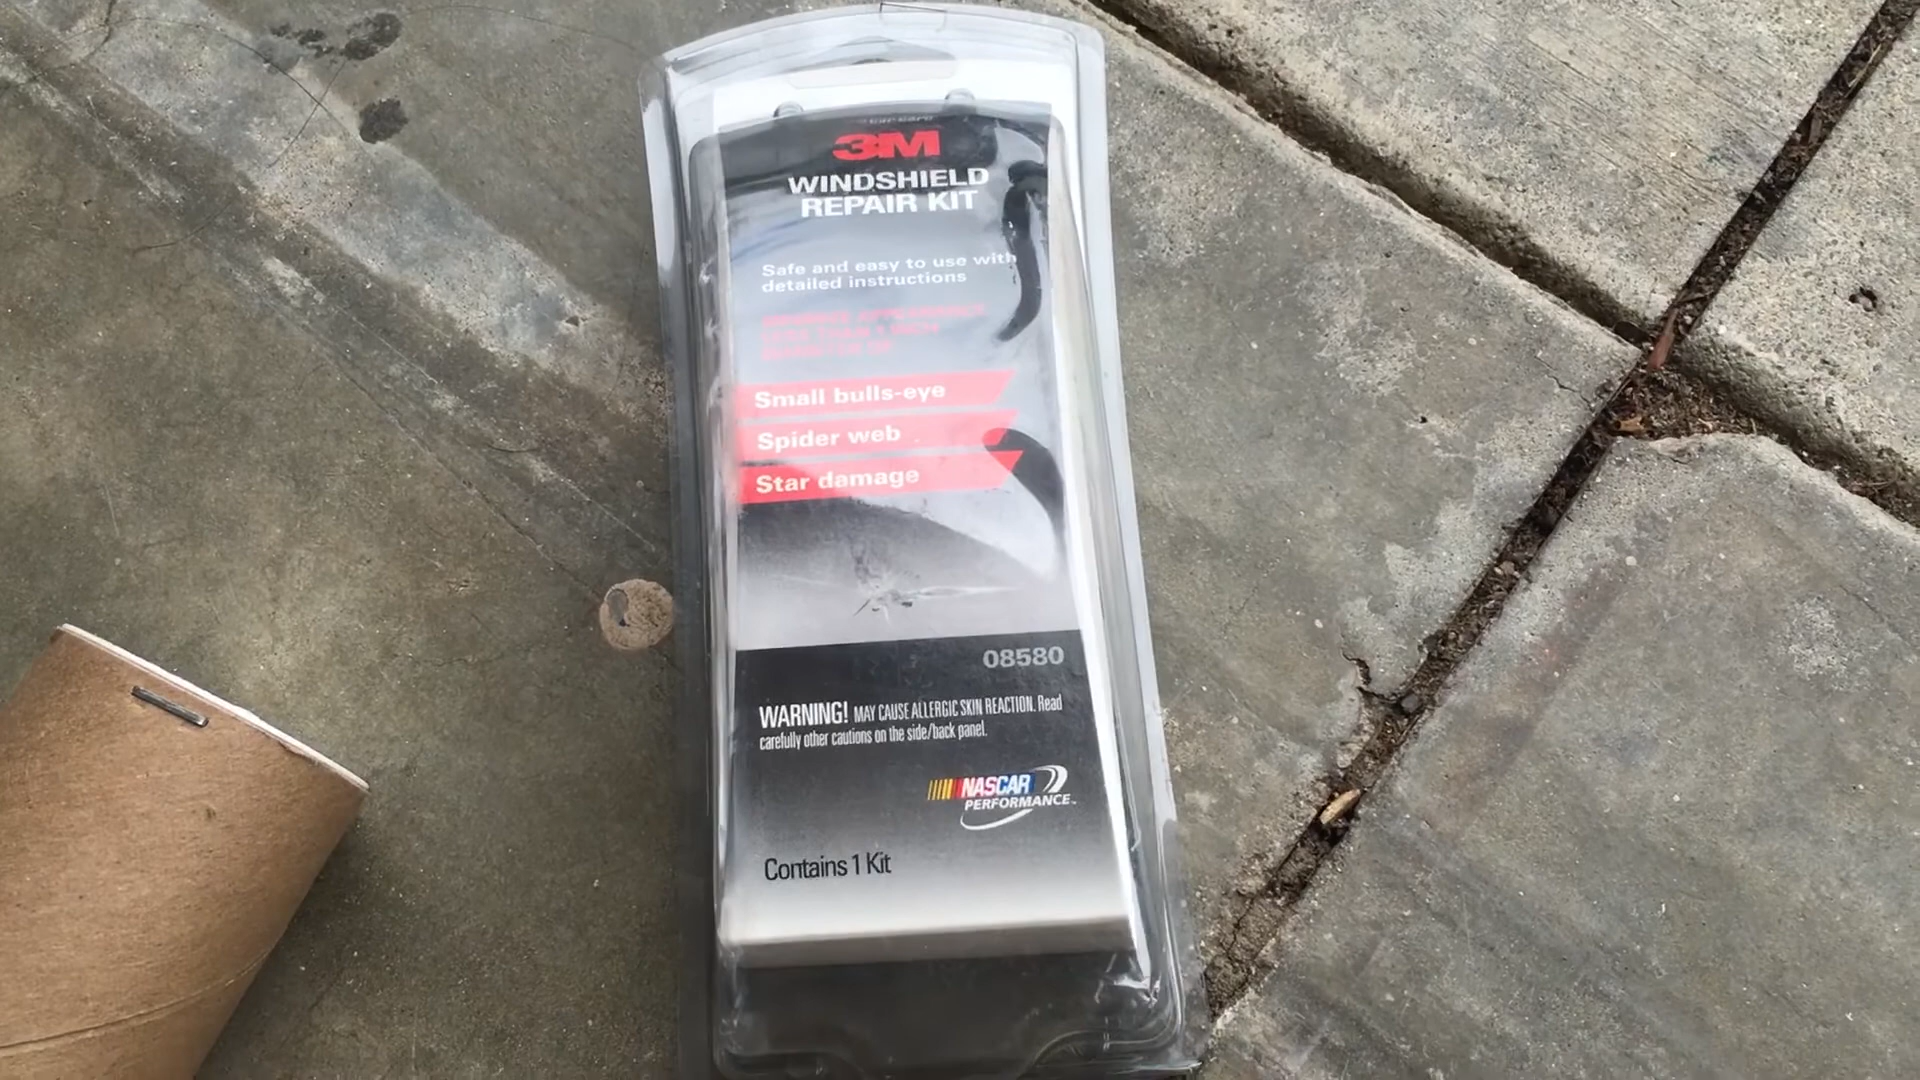 3M
WINDSHIELD
REPAIR KIT
Safe and easy to use with
detailed instructions
Small bulls-eye
Spider web
Star damage
08580
WARNING! MAY CAUSE ALLERGIC SKIN REACTION. Read
carefully other cautions on the side/back panel.
NASCAR
PERFORMANCE
Contains 1 Kit